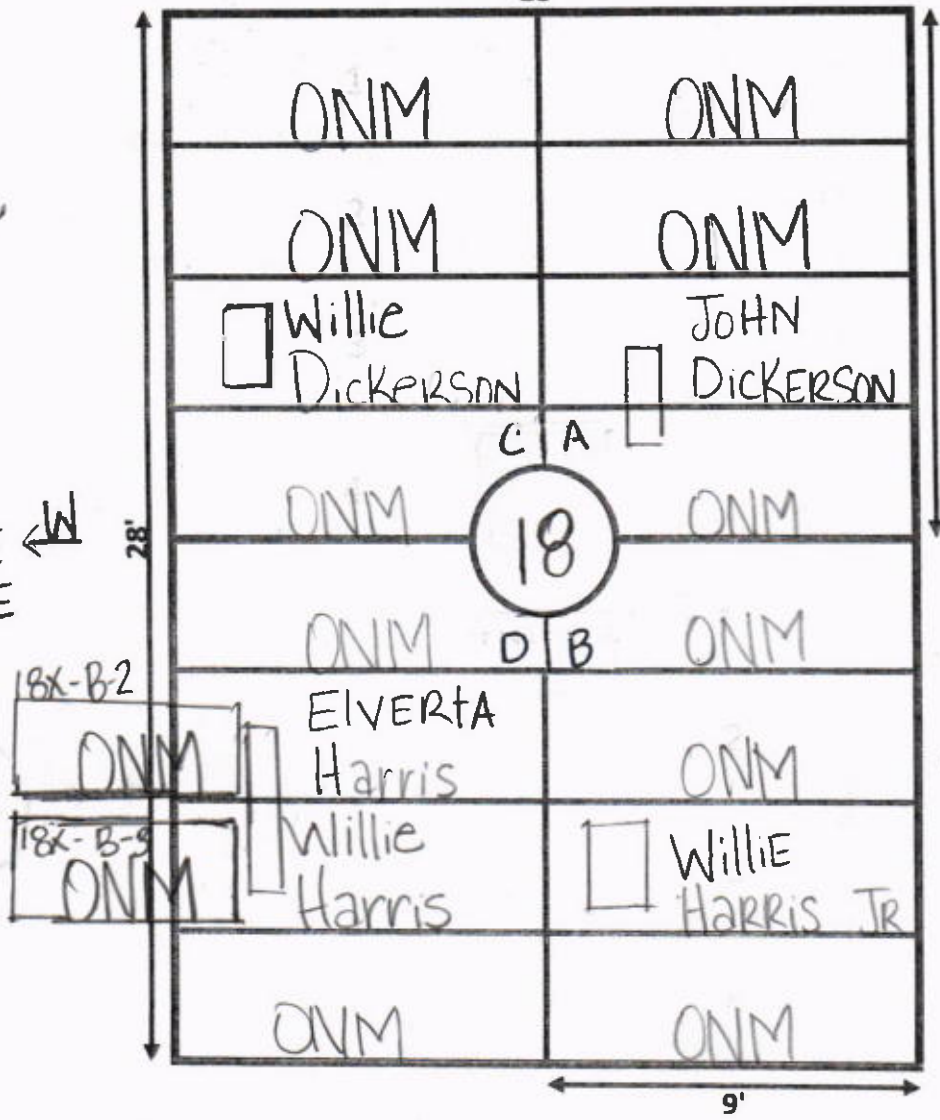 ONM ONM
ONM ONM
Willie JOHN
Dickerson DICKERSON
C A
ONM ONM
W
28'
18
ONM ONM
D B
18X-B-2
ELVERtA
ONM Harris ONM
18X-B-3 Willie WilliE
ONM Harris HARRIS JR
ONM ONM
9'